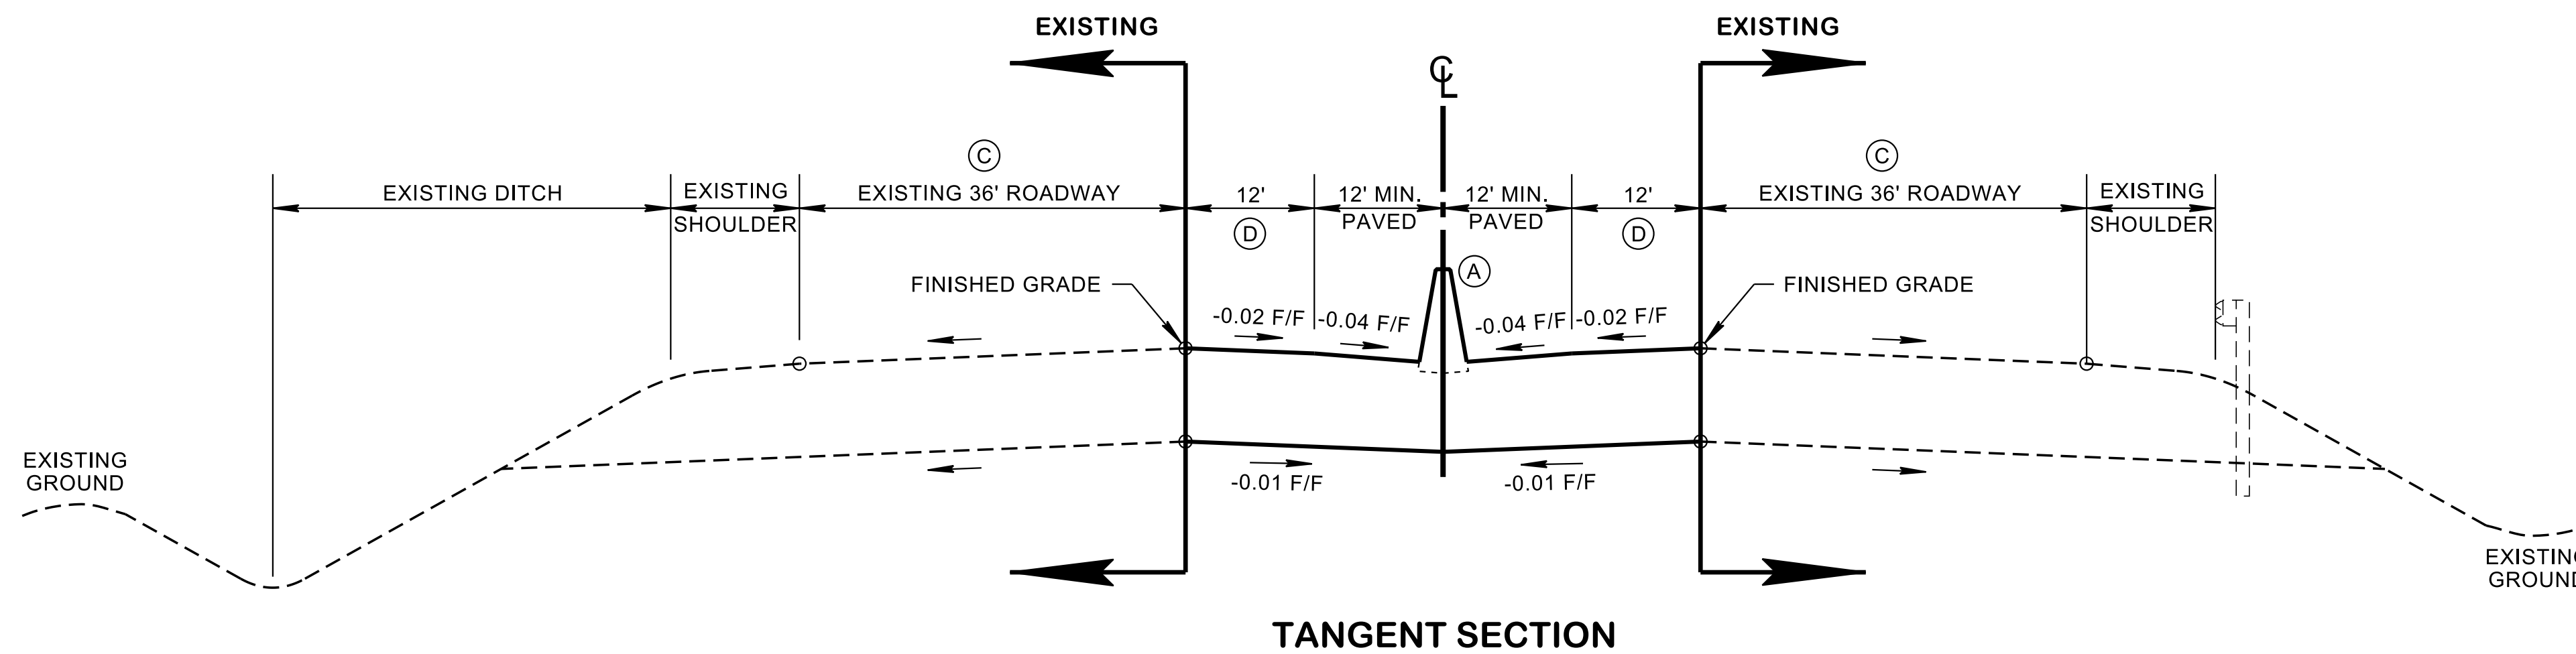 EXISTING
EXISTING
℄
C
C
EXISTING DITCH
EXISTING
SHOULDER
EXISTING 36' ROADWAY
12'
D
12' MIN.
PAVED
12' MIN.
PAVED
12'
D
EXISTING 36' ROADWAY
EXISTING
SHOULDER
A
FINISHED GRADE
FINISHED GRADE
-0.02 F/F
-0.04 F/F
-0.04 F/F
-0.02 F/F
EXISTING
GROUND
-0.01 F/F
-0.01 F/F
EXISTING
GROUND
TANGENT SECTION